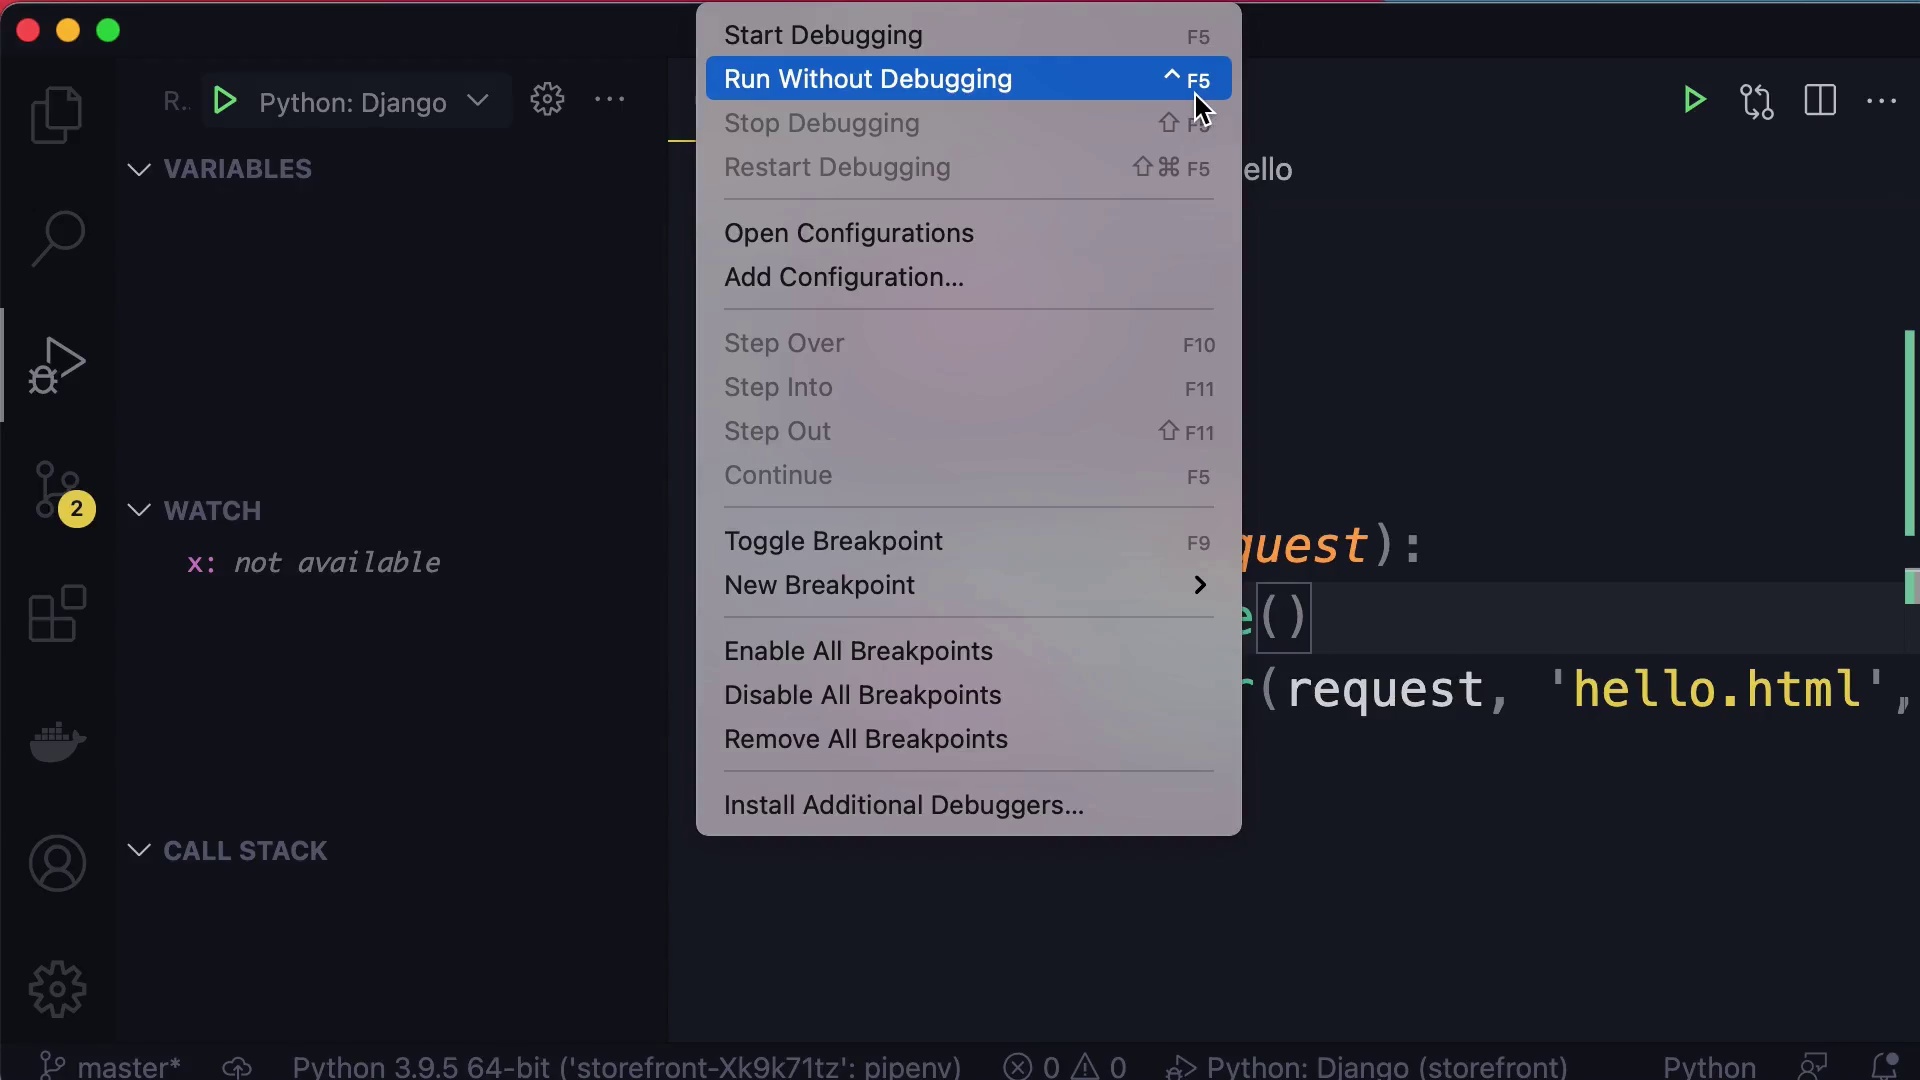 R..
Python: Django
VARIABLES
WATCH
x: not available
CALL STACK
2
Start Debugging F5
Run Without Debugging ^ F5
Stop Debugging ⇧ F5
Restart Debugging ⇧⌘ F5
Open Configurations
Add Configuration...
Step Over F10
Step Into F11
Step Out ⇧ F11
Continue F5
Toggle Breakpoint F9
New Breakpoint
Enable All Breakpoints
Disable All Breakpoints
Remove All Breakpoints
Install Additional Debuggers...
ello
quest):
e()
r(request, 'hello.html',
master* Python 3.9.5 64-bit ('storefront-Xk9k71tz': pipenv) 0 0 Python: Django (storefront) Python